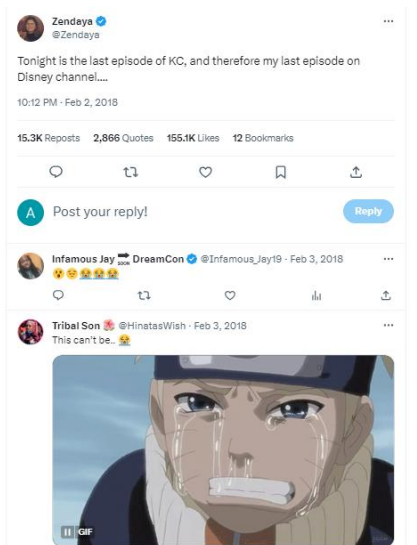 Zendaya
@Zendaya
Tonight is the last episode of KC, and therefore my last episode on
Disney channel....
10:12 PM · Feb 2, 2018
15.3K Reposts 2,866 Quotes 155.1K Likes 12 Bookmarks
A Post your reply! Reply
Infamous Jay SOON DreamCon @Infamous_Jay19 · Feb 3, 2018
😮😢😭😭😭
Tribal Son 🌺 @HinatasWish · Feb 3, 2018
This can't be.. 😭
GIF